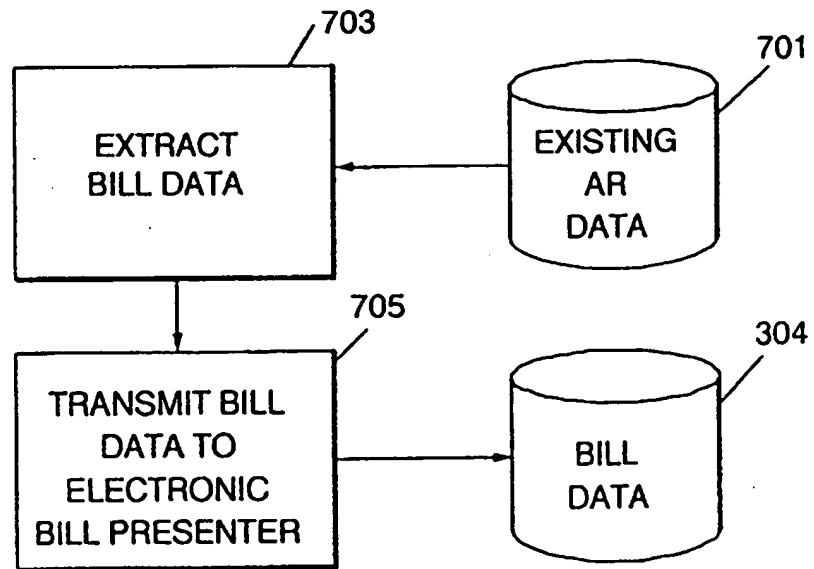 703
701
EXTRACT
BILL DATA
EXISTING
AR
DATA
705
304
TRANSMIT BILL
DATA TO
ELECTRONIC
BILL PRESENTER
BILL
DATA